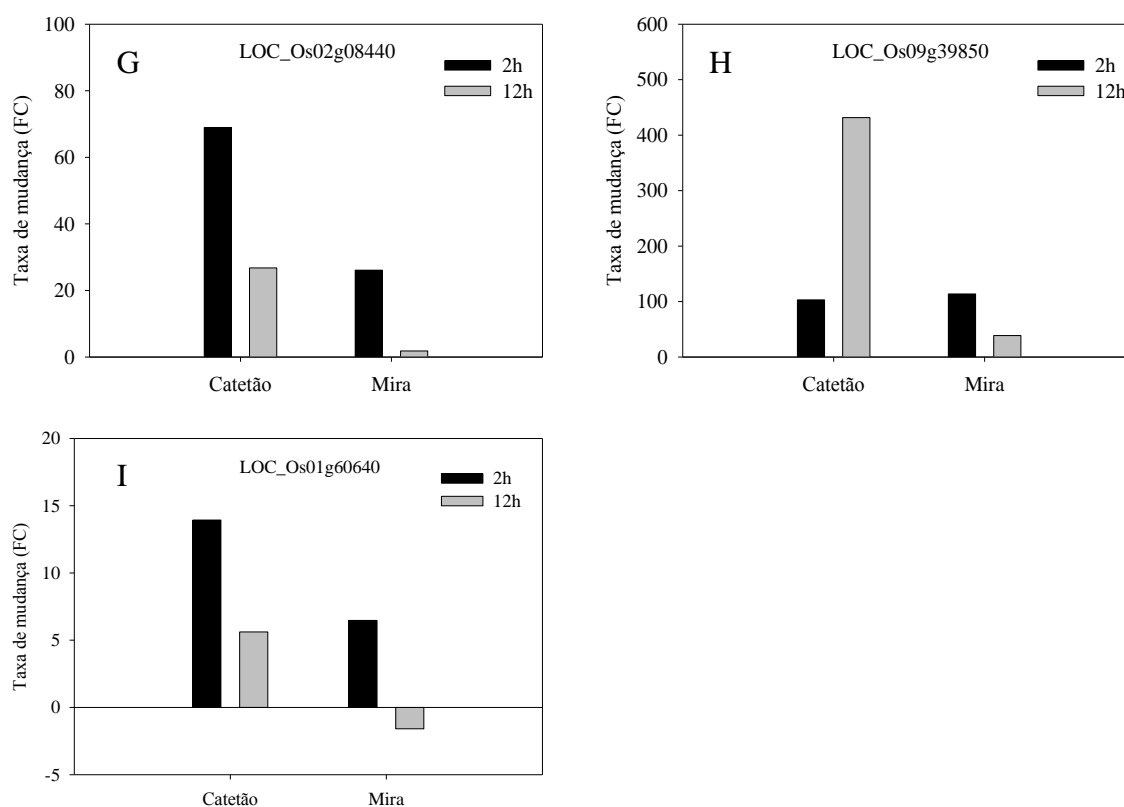 G
LOC_Os02g08440
2h
12h
Taxa de mudança (FC)
100
80
60
40
20
0
Catetão
Mira
H
LOC_Os09g39850
2h
12h
Taxa de mudança (FC)
600
500
400
300
200
100
0
Catetão
Mira
I
LOC_Os01g60640
2h
12h
Taxa de mudança (FC)
20
15
10
5
0
-5
Catetão
Mira